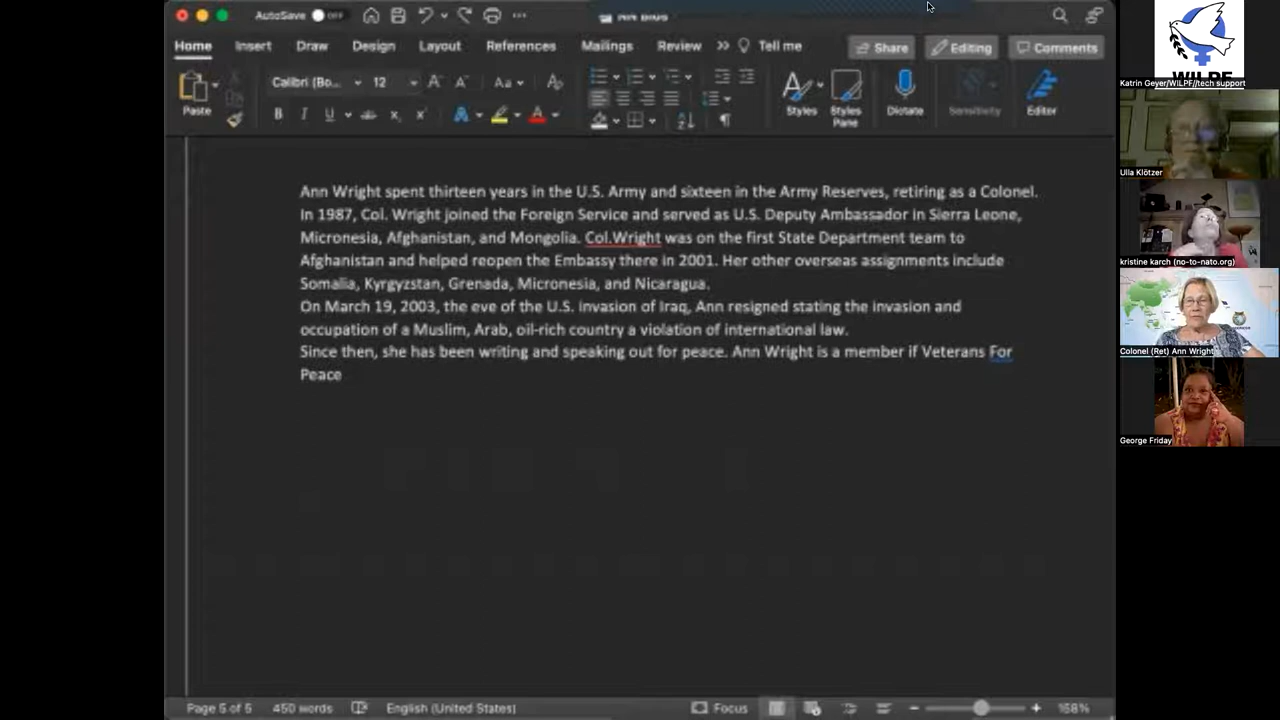 AutoSave OFF
NN Bios
Home Insert Draw Design Layout References Mailings Review Tell me Share Editing Comments
Paste
Calibri (Bo... 12
Styles
Styles Pane
Dictate
Sensitivity
Editor
Ann Wright spent thirteen years in the U.S. Army and sixteen in the Army Reserves, retiring as a Colonel.
In 1987, Col. Wright joined the Foreign Service and served as U.S. Deputy Ambassador in Sierra Leone,
Micronesia, Afghanistan, and Mongolia. Col.Wright was on the first State Department team to
Afghanistan and helped reopen the Embassy there in 2001. Her other overseas assignments include
Somalia, Kyrgyzstan, Grenada, Micronesia, and Nicaragua.
On March 19, 2003, the eve of the U.S. invasion of Iraq, Ann resigned stating the invasion and
occupation of a Muslim, Arab, oil-rich country a violation of international law.
Since then, she has been writing and speaking out for peace. Ann Wright is a member if Veterans For
Peace
Page 5 of 5 450 words English (United States) Focus 158%
WILPF
Katrin Geyer/WILPF//tech support
Ulla Klötzer
kristine karch (no-to-nato.org)
Colonel (Ret) Ann Wright
George Friday